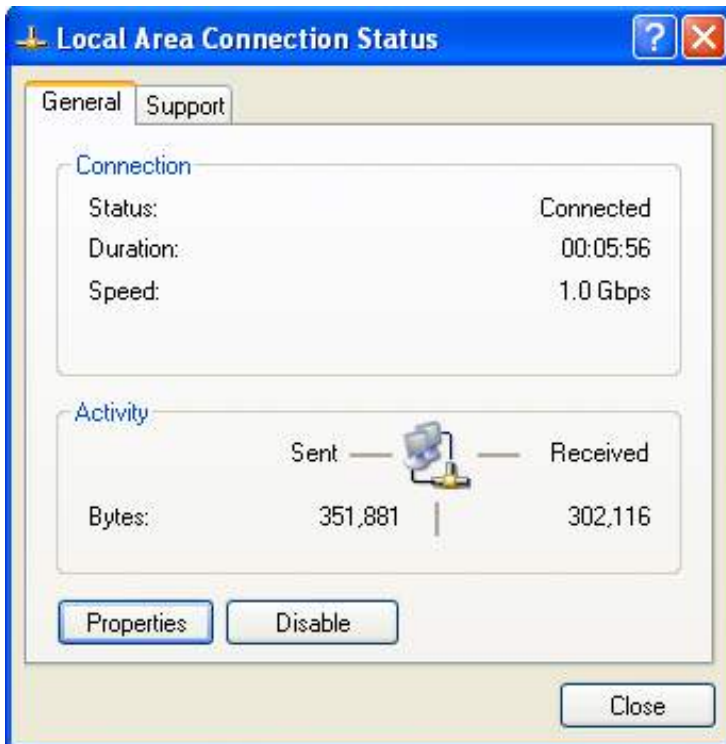 Local Area Connection Status
General Support
Connection
Status: Connected
Duration: 00:05:56
Speed: 1.0 Gbps
Activity
Sent Received
Bytes: 351,881 302,116
Properties Disable
Close